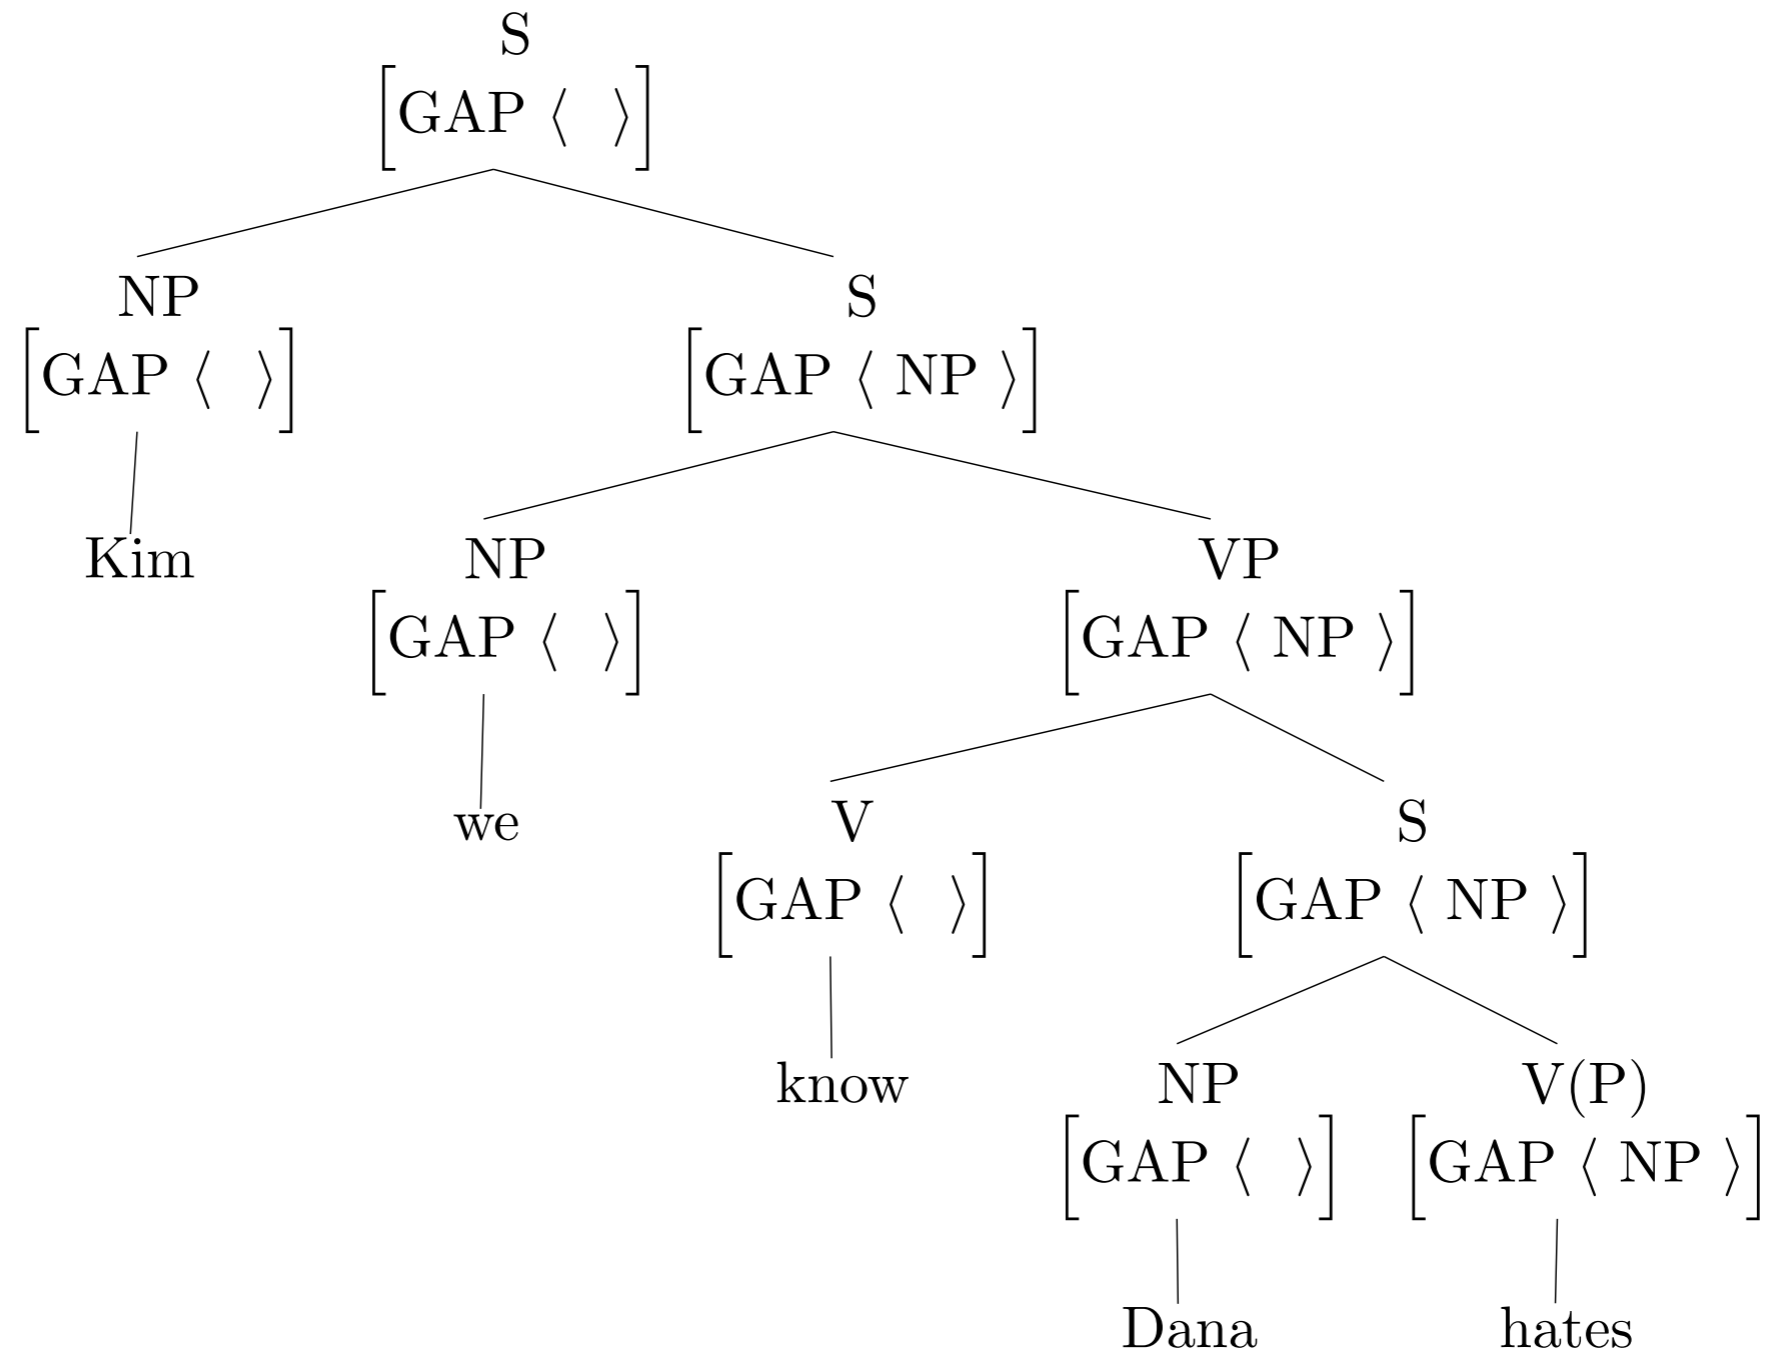 S
[GAP ⟨ ⟩]
NP S
[GAP ⟨ ⟩] [GAP ⟨ NP ⟩]
Kim NP VP
[GAP ⟨ ⟩] [GAP ⟨ NP ⟩]
we V S
[GAP ⟨ ⟩] [GAP ⟨ NP ⟩]
know NP V(P)
[GAP ⟨ ⟩] [GAP ⟨ NP ⟩]
Dana hates